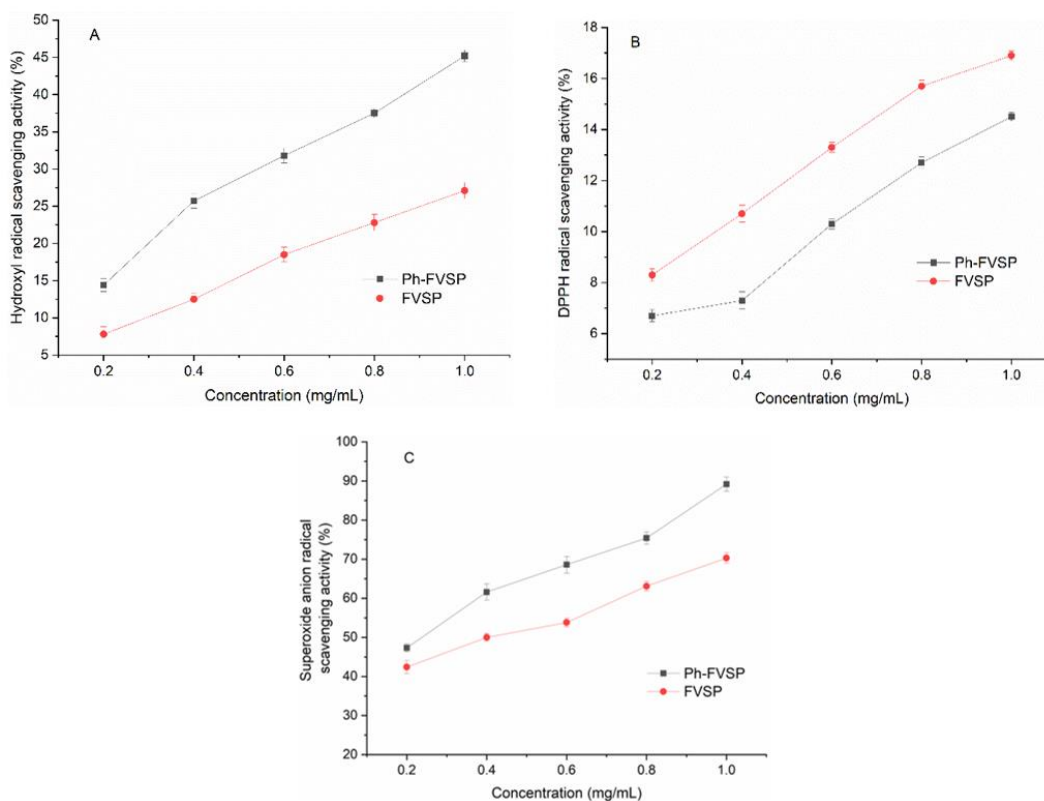 A
Hydroxyl radical scavenging activity (%)
50
45
40
35
30
25
20
15
10
5
Ph-FVSP
FVSP
0.2 0.4 0.6 0.8 1.0
Concentration (mg/mL)
B
DPPH radical scavenging activity (%)
18
16
14
12
10
8
6
Ph-FVSP
FVSP
0.2 0.4 0.6 0.8 1.0
Concentration (mg/mL)
C
Superoxide anion radical
scavenging activity (%)
100
90
80
70
60
50
40
30
20
Ph-FVSP
FVSP
0.2 0.4 0.6 0.8 1.0
Concentration (mg/mL)